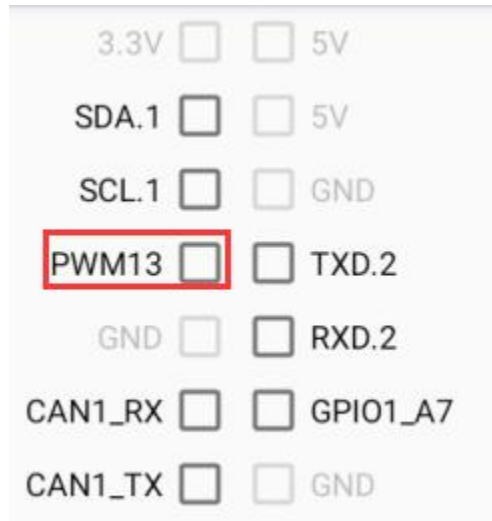 3.3V 5V
SDA.1 5V
SCL.1 GND
PWM13 TXD.2
GND RXD.2
CAN1_RX GPIO1_A7
CAN1_TX GND